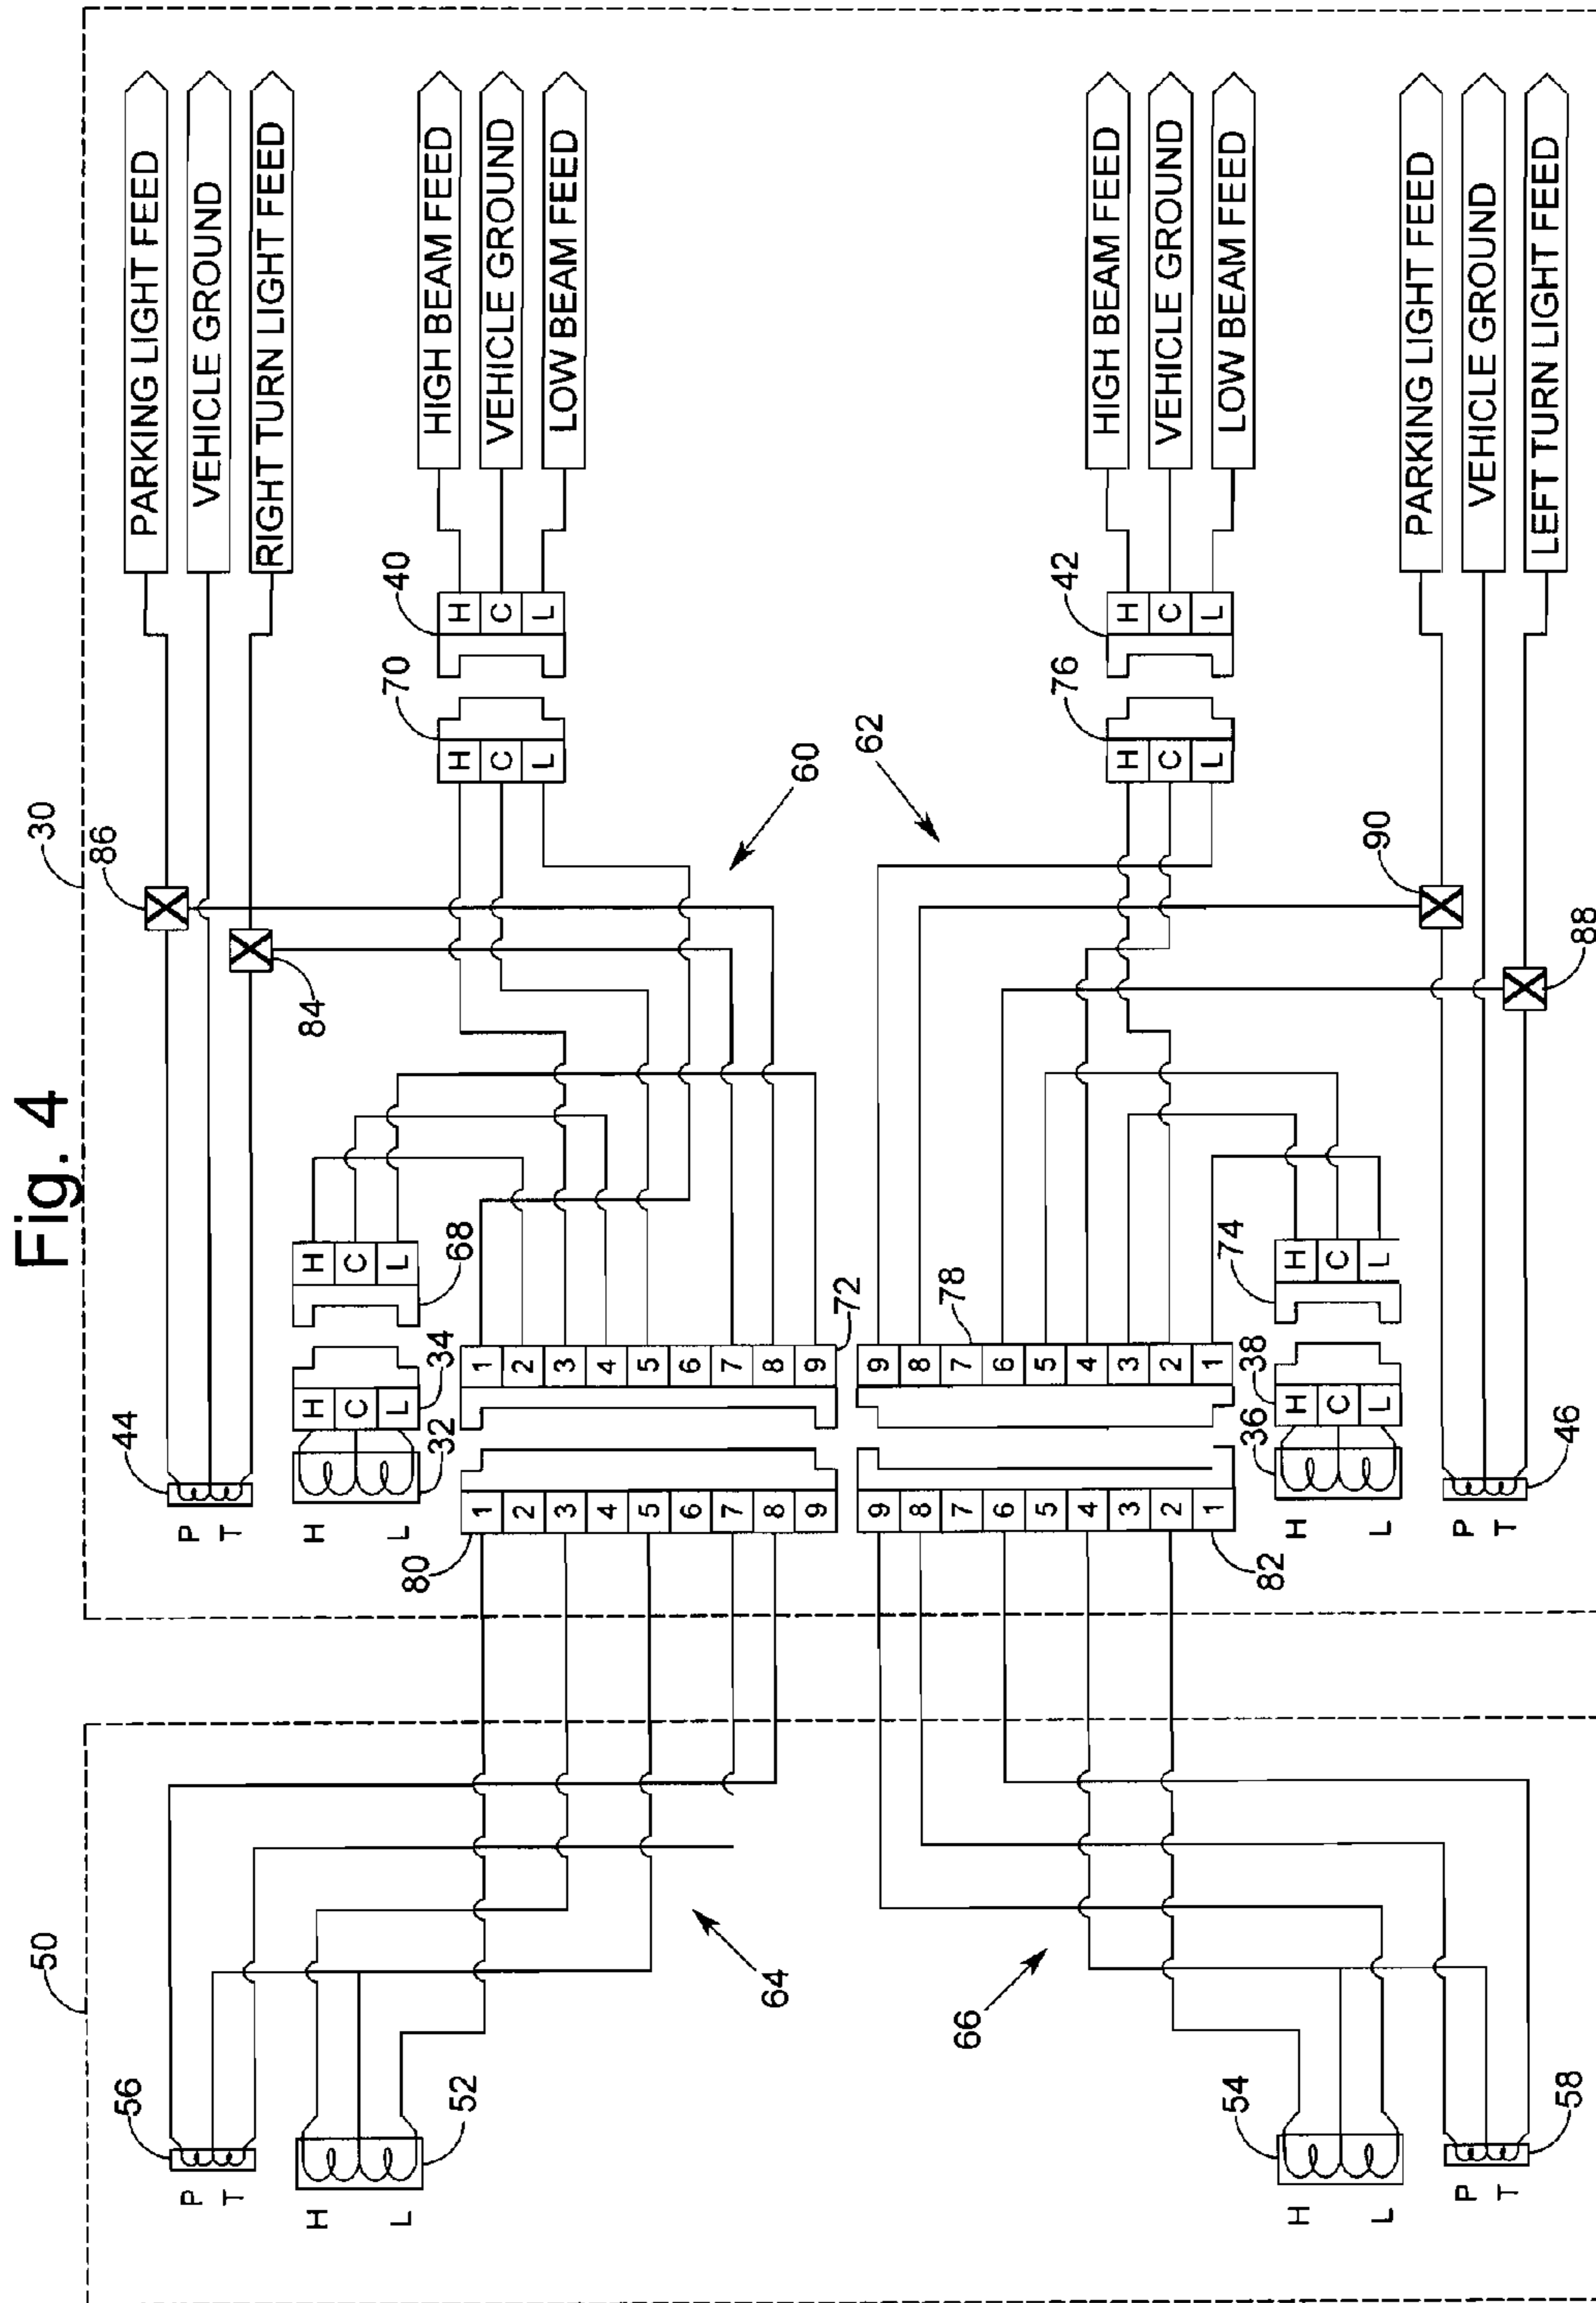 Fig. 4
50
30
86
56
44
PARKING LIGHT FEED
P
T
VEHICLE GROUND
RIGHT TURN LIGHT FEED
84
H
L
H
C
L
H
C
L
52
32
34
68
70
40
80
1
2
3
4
5
6
7
8
9
1
2
3
4
5
6
7
8
9
72
H
C
L
H
C
L
HIGH BEAM FEED
VEHICLE GROUND
LOW BEAM FEED
64
60
66
62
78
9
8
7
6
5
4
3
2
1
9
8
7
6
5
4
3
2
1
82
76
42
H
C
L
H
C
L
HIGH BEAM FEED
VEHICLE GROUND
LOW BEAM FEED
54
36
38
74
H
L
H
L
H
C
L
H
C
L
90
P
T
P
T
P
T
58
46
88
PARKING LIGHT FEED
VEHICLE GROUND
LEFT TURN LIGHT FEED